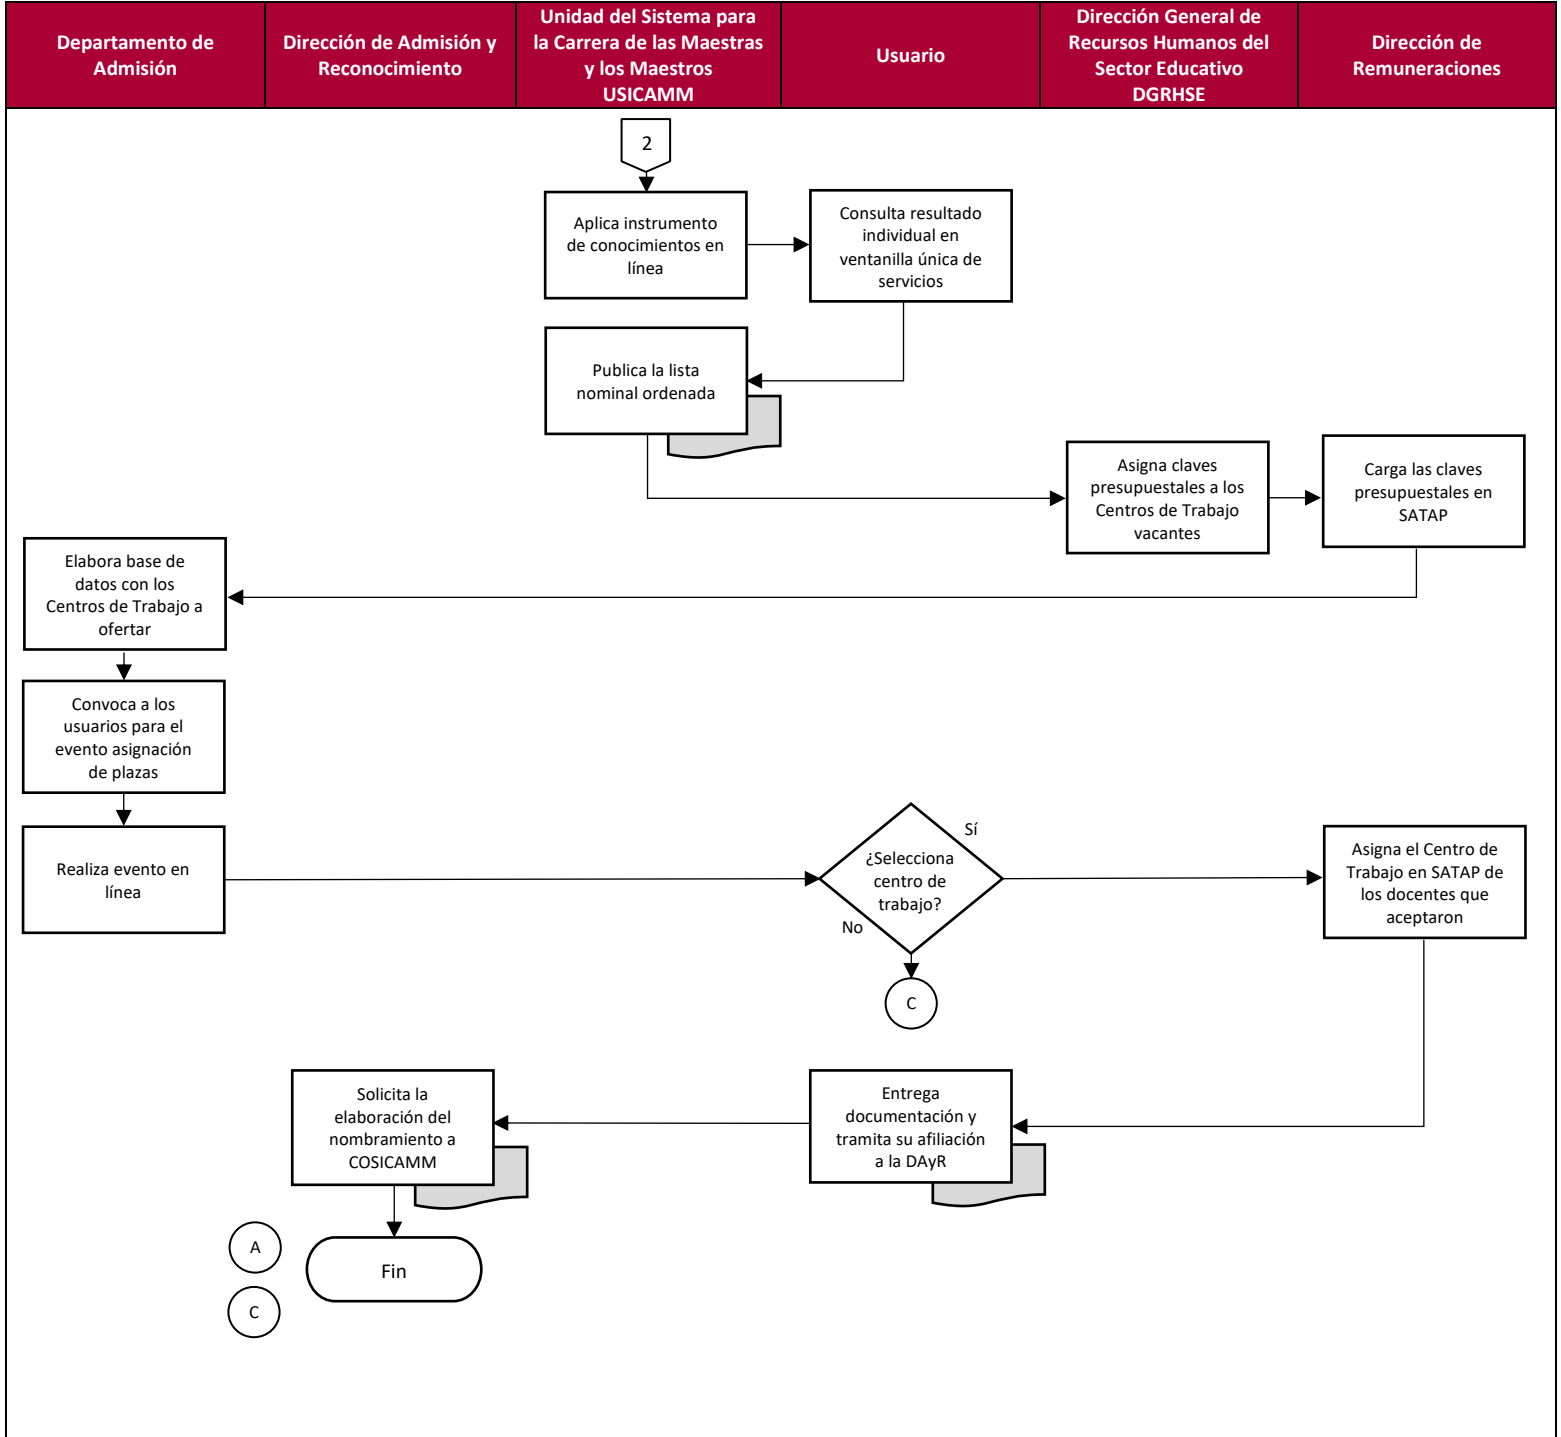 Departamento de
Admisión
Dirección de Admisión y
Reconocimiento
Unidad del Sistema para
la Carrera de las Maestras
y los Maestros
USICAMM
Usuario
Dirección General de
Recursos Humanos del
Sector Educativo
DGRHSE
Dirección de
Remuneraciones
2
Aplica instrumento
de conocimientos en
línea
Consulta resultado
individual en
ventanilla única de
servicios
Publica la lista
nominal ordenada
Asigna claves
presupuestales a los
Centros de Trabajo
vacantes
Carga las claves
presupuestales en
SATAP
Elabora base de
datos con los
Centros de Trabajo a
ofertar
Convoca a los
usuarios para el
evento asignación
de plazas
Realiza evento en
línea
¿Selecciona
centro de
trabajo?
Sí
No
C
Asigna el Centro de
Trabajo en SATAP de
los docentes que
aceptaron
Entrega
documentación y
tramita su afiliación
a la DAyR
Solicita la
elaboración del
nombramiento a
COSICAMM
A
C
Fin